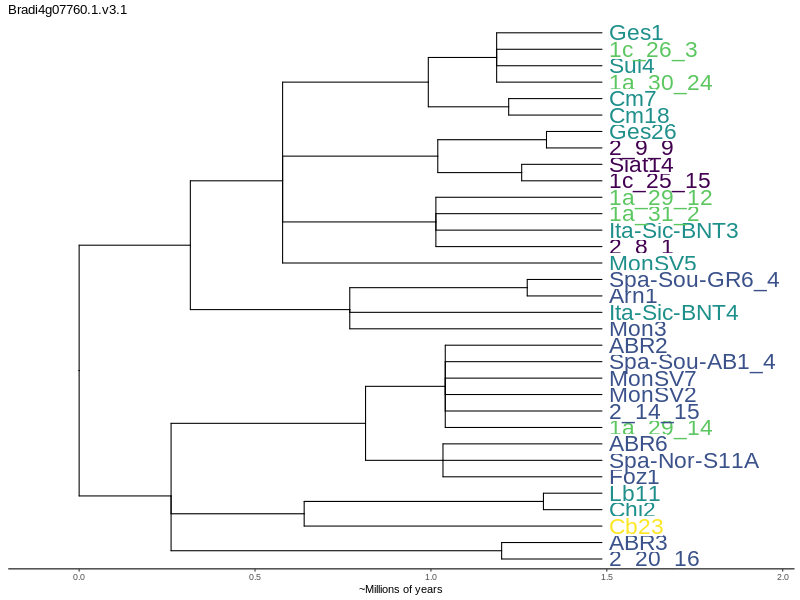 Bradi4g07760.1.v3.1
Ges1
1c_26_3
Sul4
1a_30_24
Cm7
Cm18
Ges26
2_9_9
Slat14
1c_25_15
1a_29_12
1a_31_2
Ita-Sic-BNT3
2_8_1
MonSV5
Spa-Sou-GR6_4
Arn1
Ita-Sic-BNT4
Mon3
ABR2
Spa-Sou-AB1_4
MonSV7
MonSV2
2_14_15
1a_29_14
ABR6
Spa-Nor-S11A
Foz1
Lb11
Chi2
Cb23
ABR3
2_20_16
0.0 0.5 1.0 1.5 2.0
~Millions of years